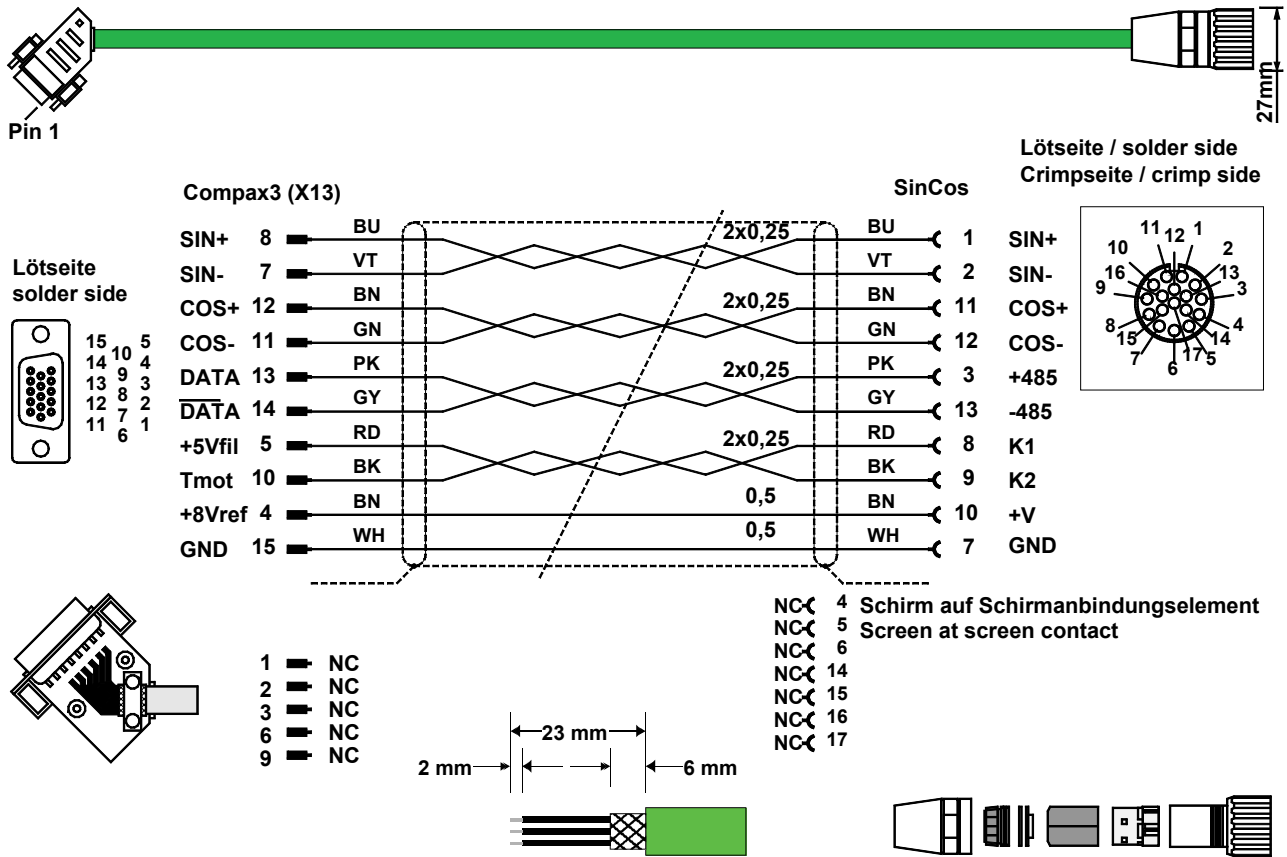 27mm
Pin 1
Lötseite / solder side
Crimpseite / crimp side
Compax3 (X13) SinCos
SIN+ 8 BU 2x0,25 BU 1 SIN+
SIN- 7 VT VT 2 SIN-
COS+ 12 BN 2x0,25 BN 11 COS+
COS- 11 GN GN 12 COS-
DATA 13 PK 2x0,25 PK 3 +485
DATA 14 GY GY 13 -485
+5Vfil 5 RD 2x0,25 RD 8 K1
Tmot 10 BK BK 9 K2
+8Vref 4 BN 0,5 BN 10 +V
GND 15 WH 0,5 WH 7 GND
Lötseite
solder side
15 5
10
14 4
9
13 3
8
12 2
7
11 1
6
11 12 1
10 2
16 13
9 3
8 4
15 14
7 17 5
6
NC 4 Schirm auf Schirmanbindungselement
NC 5 Screen at screen contact
NC 6
NC 14
NC 15
NC 16
NC 17
1 NC
2 NC
3 NC
6 NC
9 NC
23 mm
2 mm 6 mm